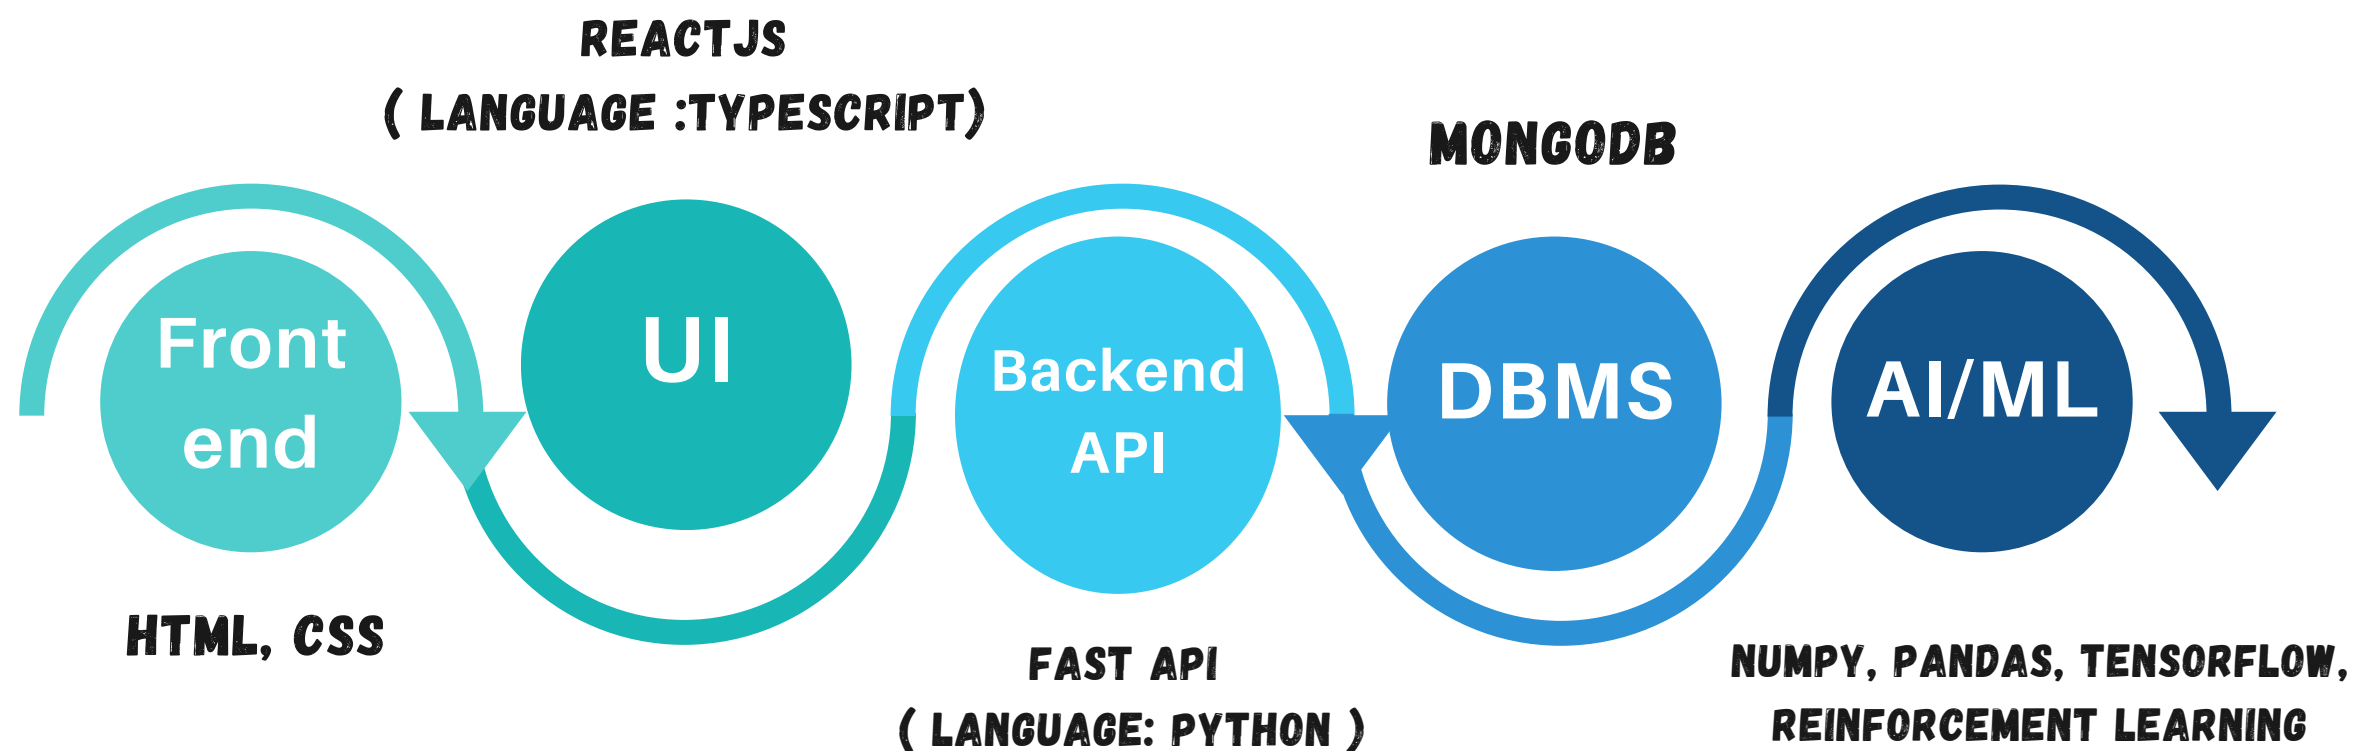 REACTJS
( LANGUAGE :TYPESCRIPT)
MONGODB
Front
end
UI
Backend
API
DBMS
AI/ML
HTML, CSS
FAST API
( LANGUAGE: PYTHON )
NUMPY, PANDAS, TENSORFLOW,
REINFORCEMENT LEARNING